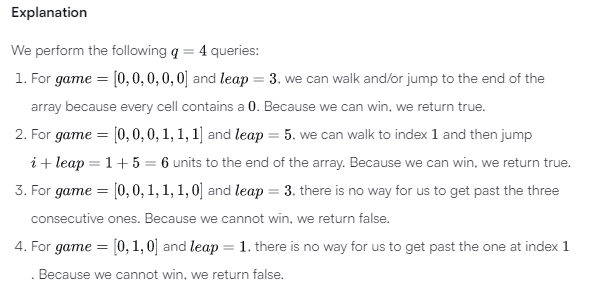 Explanation
We perform the following q = 4 queries:
1. For game = [0, 0, 0, 0, 0] and leap = 3, we can walk and/or jump to the end of the
array because every cell contains a 0. Because we can win, we return true.
2. For game = [0, 0, 0, 1, 1, 1] and leap = 5, we can walk to index 1 and then jump
i + leap = 1 + 5 = 6 units to the end of the array. Because we can win, we return true.
3. For game = [0, 0, 1, 1, 1, 0] and leap = 3, there is no way for us to get past the three
consecutive ones. Because we cannot win, we return false.
4. For game = [0, 1, 0] and leap = 1, there is no way for us to get past the one at index 1
. Because we cannot win, we return false.